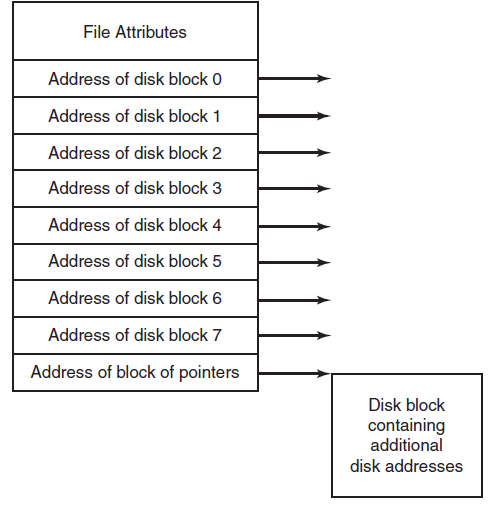 File Attributes
Address of disk block 0
Address of disk block 1
Address of disk block 2
Address of disk block 3
Address of disk block 4
Address of disk block 5
Address of disk block 6
Address of disk block 7
Address of block of pointers
Disk block
containing
additional
disk addresses